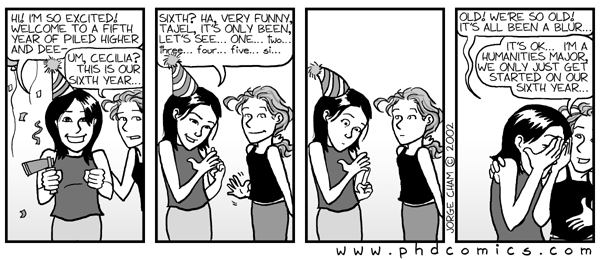 HI! I'M SO EXCITED!
WELCOME TO A FIFTH
YEAR OF PILED HIGHER
AND DEE-
UM, CECILIA?
THIS IS OUR
SIXTH YEAR...
SIXTH? HA, VERY FUNNY,
TAJEL, IT'S ONLY BEEN,
LET'S SEE... ONE... two...
three... four... five... si...
OLD! WE'RE SO OLD!
IT'S ALL BEEN A BLUR...
IT'S OK... I'M A
HUMANITIES MAJOR,
WE ONLY JUST GET
STARTED ON OUR
SIXTH YEAR...
JORGE CHAM © 2002
www.phdcomics.com